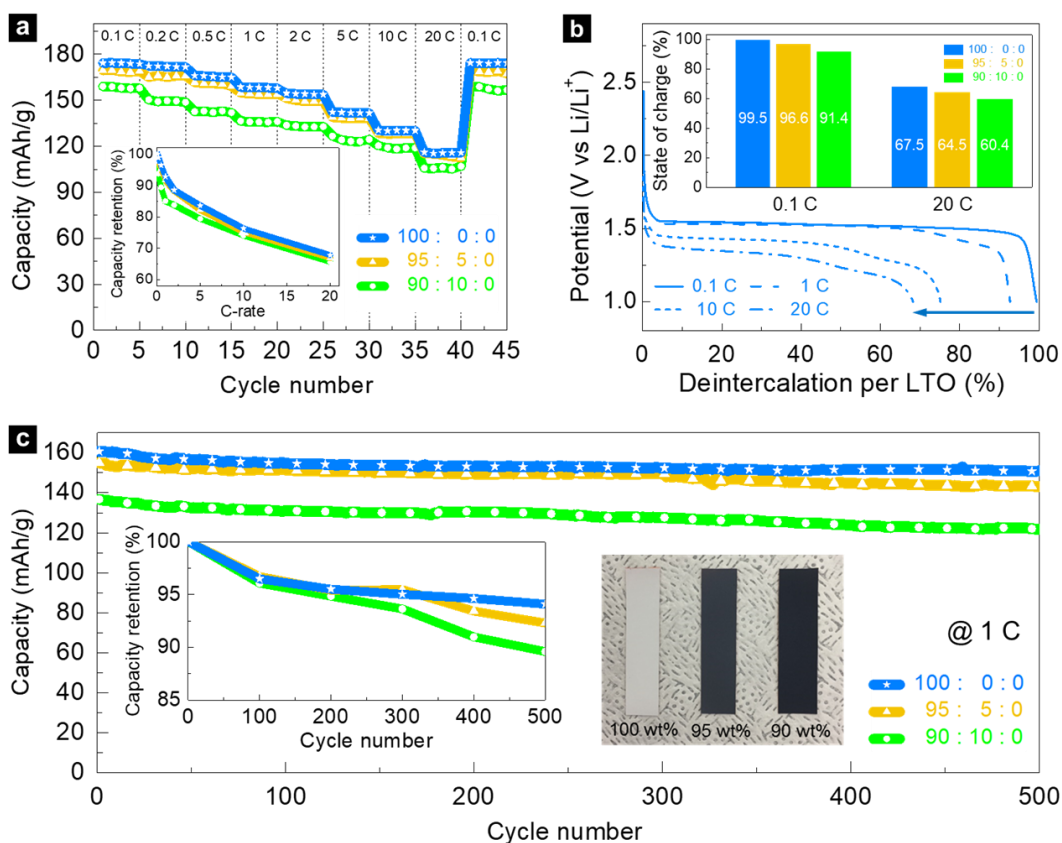 a
0.1 C 0.2 C 0.5 C 1 C 2 C 5 C 10 C 20 C 0.1 C
180
150
120
90
60
30
0
Capacity (mAh/g)
0 5 10 15 20 25 30 35 40 45
Cycle number
100
90
80
70
60
Capacity retention (%)
0 5 10 15 20
C-rate
100 : 0 : 0
95 : 5 : 0
90 : 10 : 0
b
2.5
2.0
1.5
1.0
Potential (V vs Li/Li+
0 20 40 60 80 100
Deintercalation per LTO (%)
100
80
60
40
20
0
State of charge (%)
100 : 0 : 0
95 : 5 : 0
90 : 10 : 0
99.5 96.6 91.4 67.5 64.5 60.4
0.1 C 20 C
0.1 C 1 C
10 C 20 C
c
160
140
120
100
80
60
40
20
0
Capacity (mAh/g)
0 100 200 300 400 500
Cycle number
100
95
90
85
Capacity retention (%)
0 100 200 300 400 500
Cycle number
100 wt% 95 wt% 90 wt%
@ 1 C
100 : 0 : 0
95 : 5 : 0
90 : 10 : 0